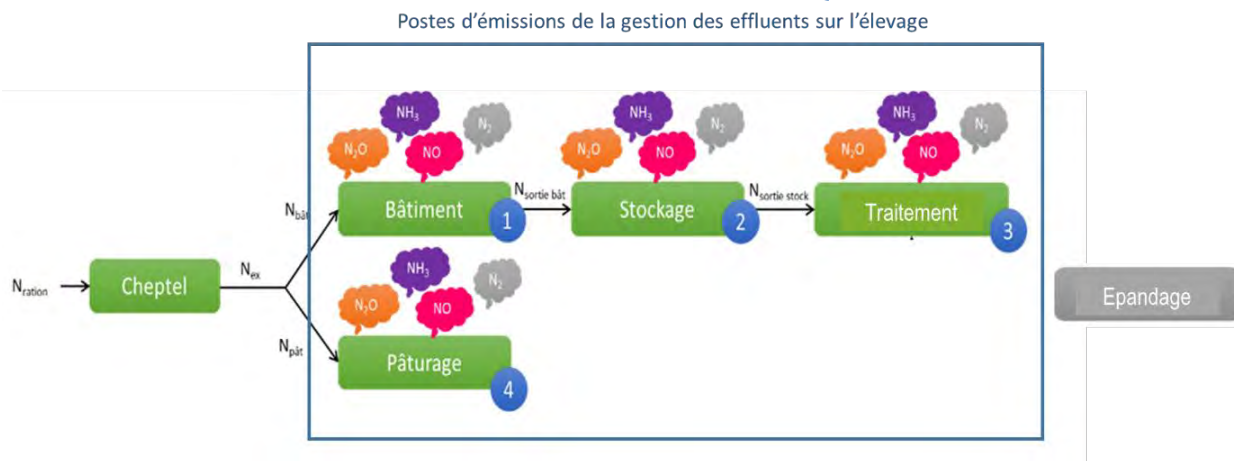 Postes d’émissions de la gestion des effluents sur l’élevage
NH3
N2
N2O
NO
NH3
N2
N2O
NO
NH3
N2
N2O
NO
Nbât
Bâtiment
1
Nsortie bât
Stockage
2
Nsortie stock
Traitement
3
Nration
Cheptel
Nex
NH3
N2
N2O
NO
Epandage
Npât
Pâturage
4